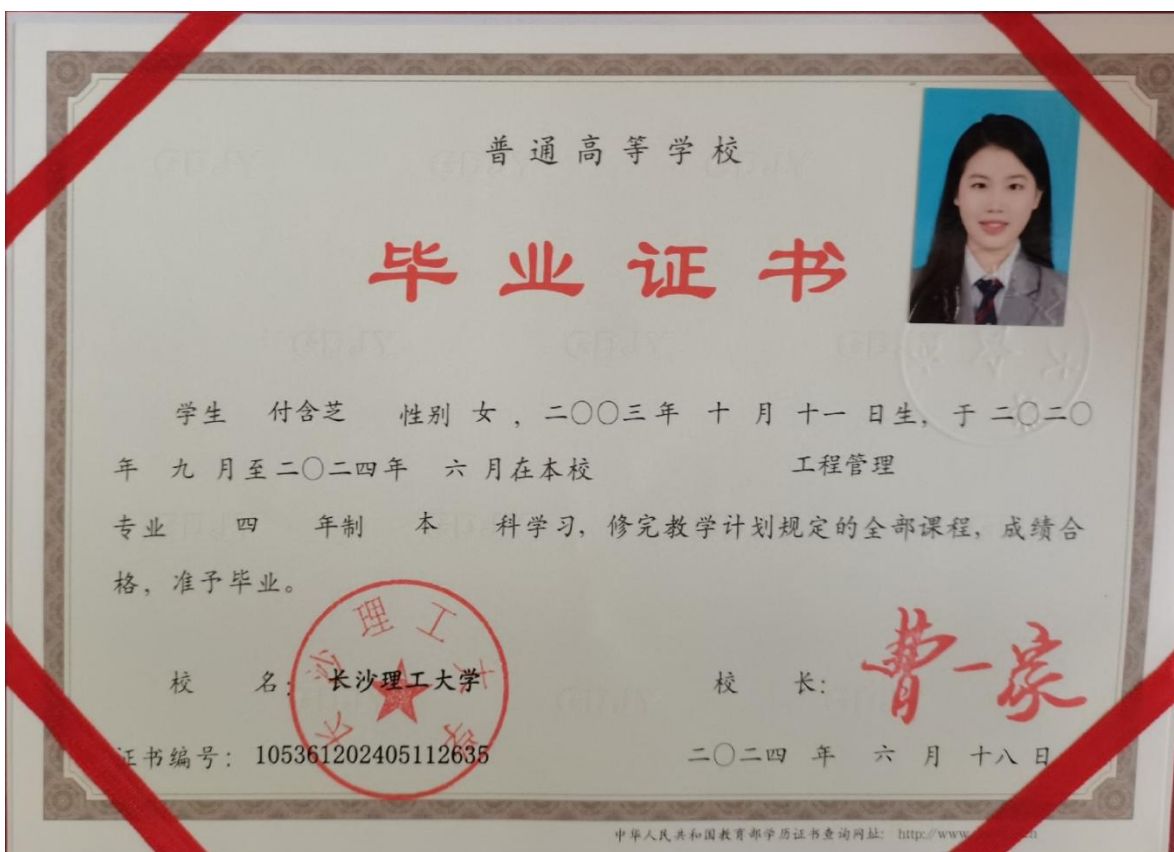 普通高等学校
毕业证书
学生 付含芝 性别 女，二〇〇三年 十 月 十一 日生，于二〇二〇
年 九 月至二〇二四年 六 月在本校 工程管理
专业 四 年制 本 科学习，修完教学计划规定的全部课程，成绩合
格，准予毕业。
长沙理工大学
校 名：长沙理工大学 校 长：曹一家
证书编号：105361202405112635 二〇二四 年 六 月 十八 日
中华人民共和国教育部学历证书查询网址：http://www